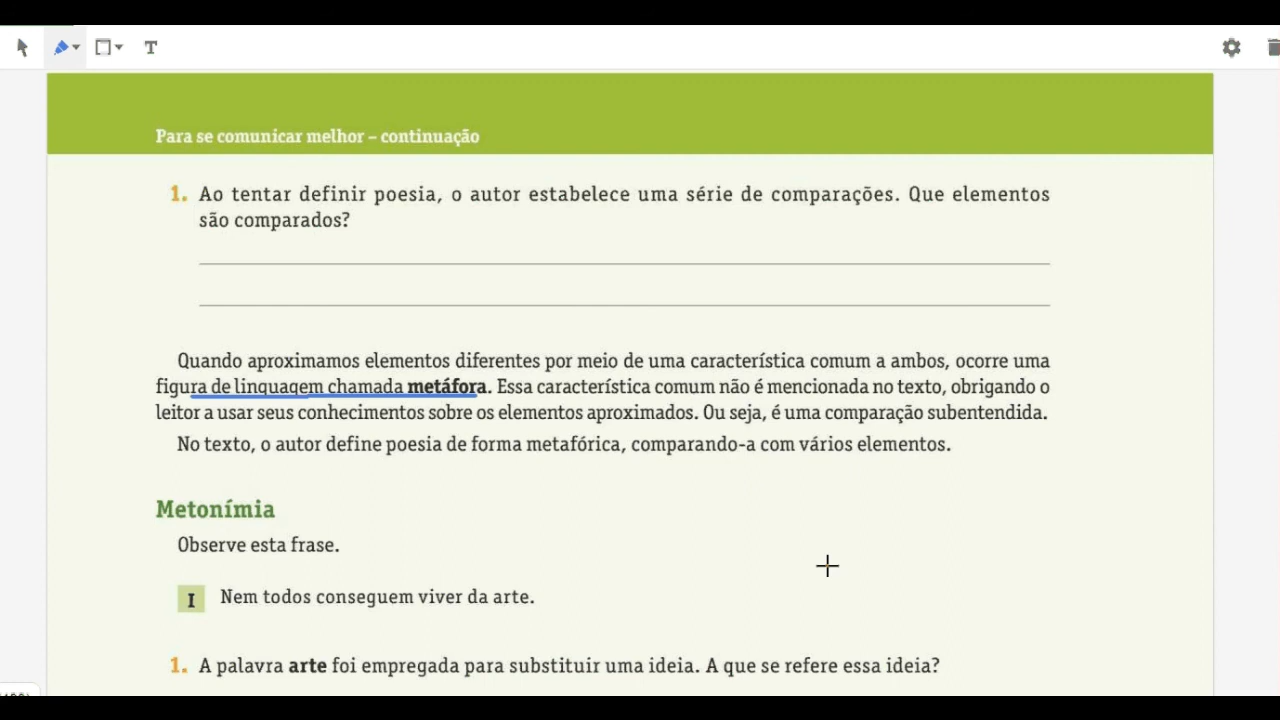 T
Para se comunicar melhor – continuação
1. Ao tentar definir poesia, o autor estabelece uma série de comparações. Que elementos
são comparados?
Quando aproximamos elementos diferentes por meio de uma característica comum a ambos, ocorre uma
figura de linguagem chamada metáfora. Essa característica comum não é mencionada no texto, obrigando o
leitor a usar seus conhecimentos sobre os elementos aproximados. Ou seja, é uma comparação subentendida.
No texto, o autor define poesia de forma metafórica, comparando-a com vários elementos.
Metonímia
Observe esta frase.
I Nem todos conseguem viver da arte.
1. A palavra arte foi empregada para substituir uma ideia. A que se refere essa ideia?